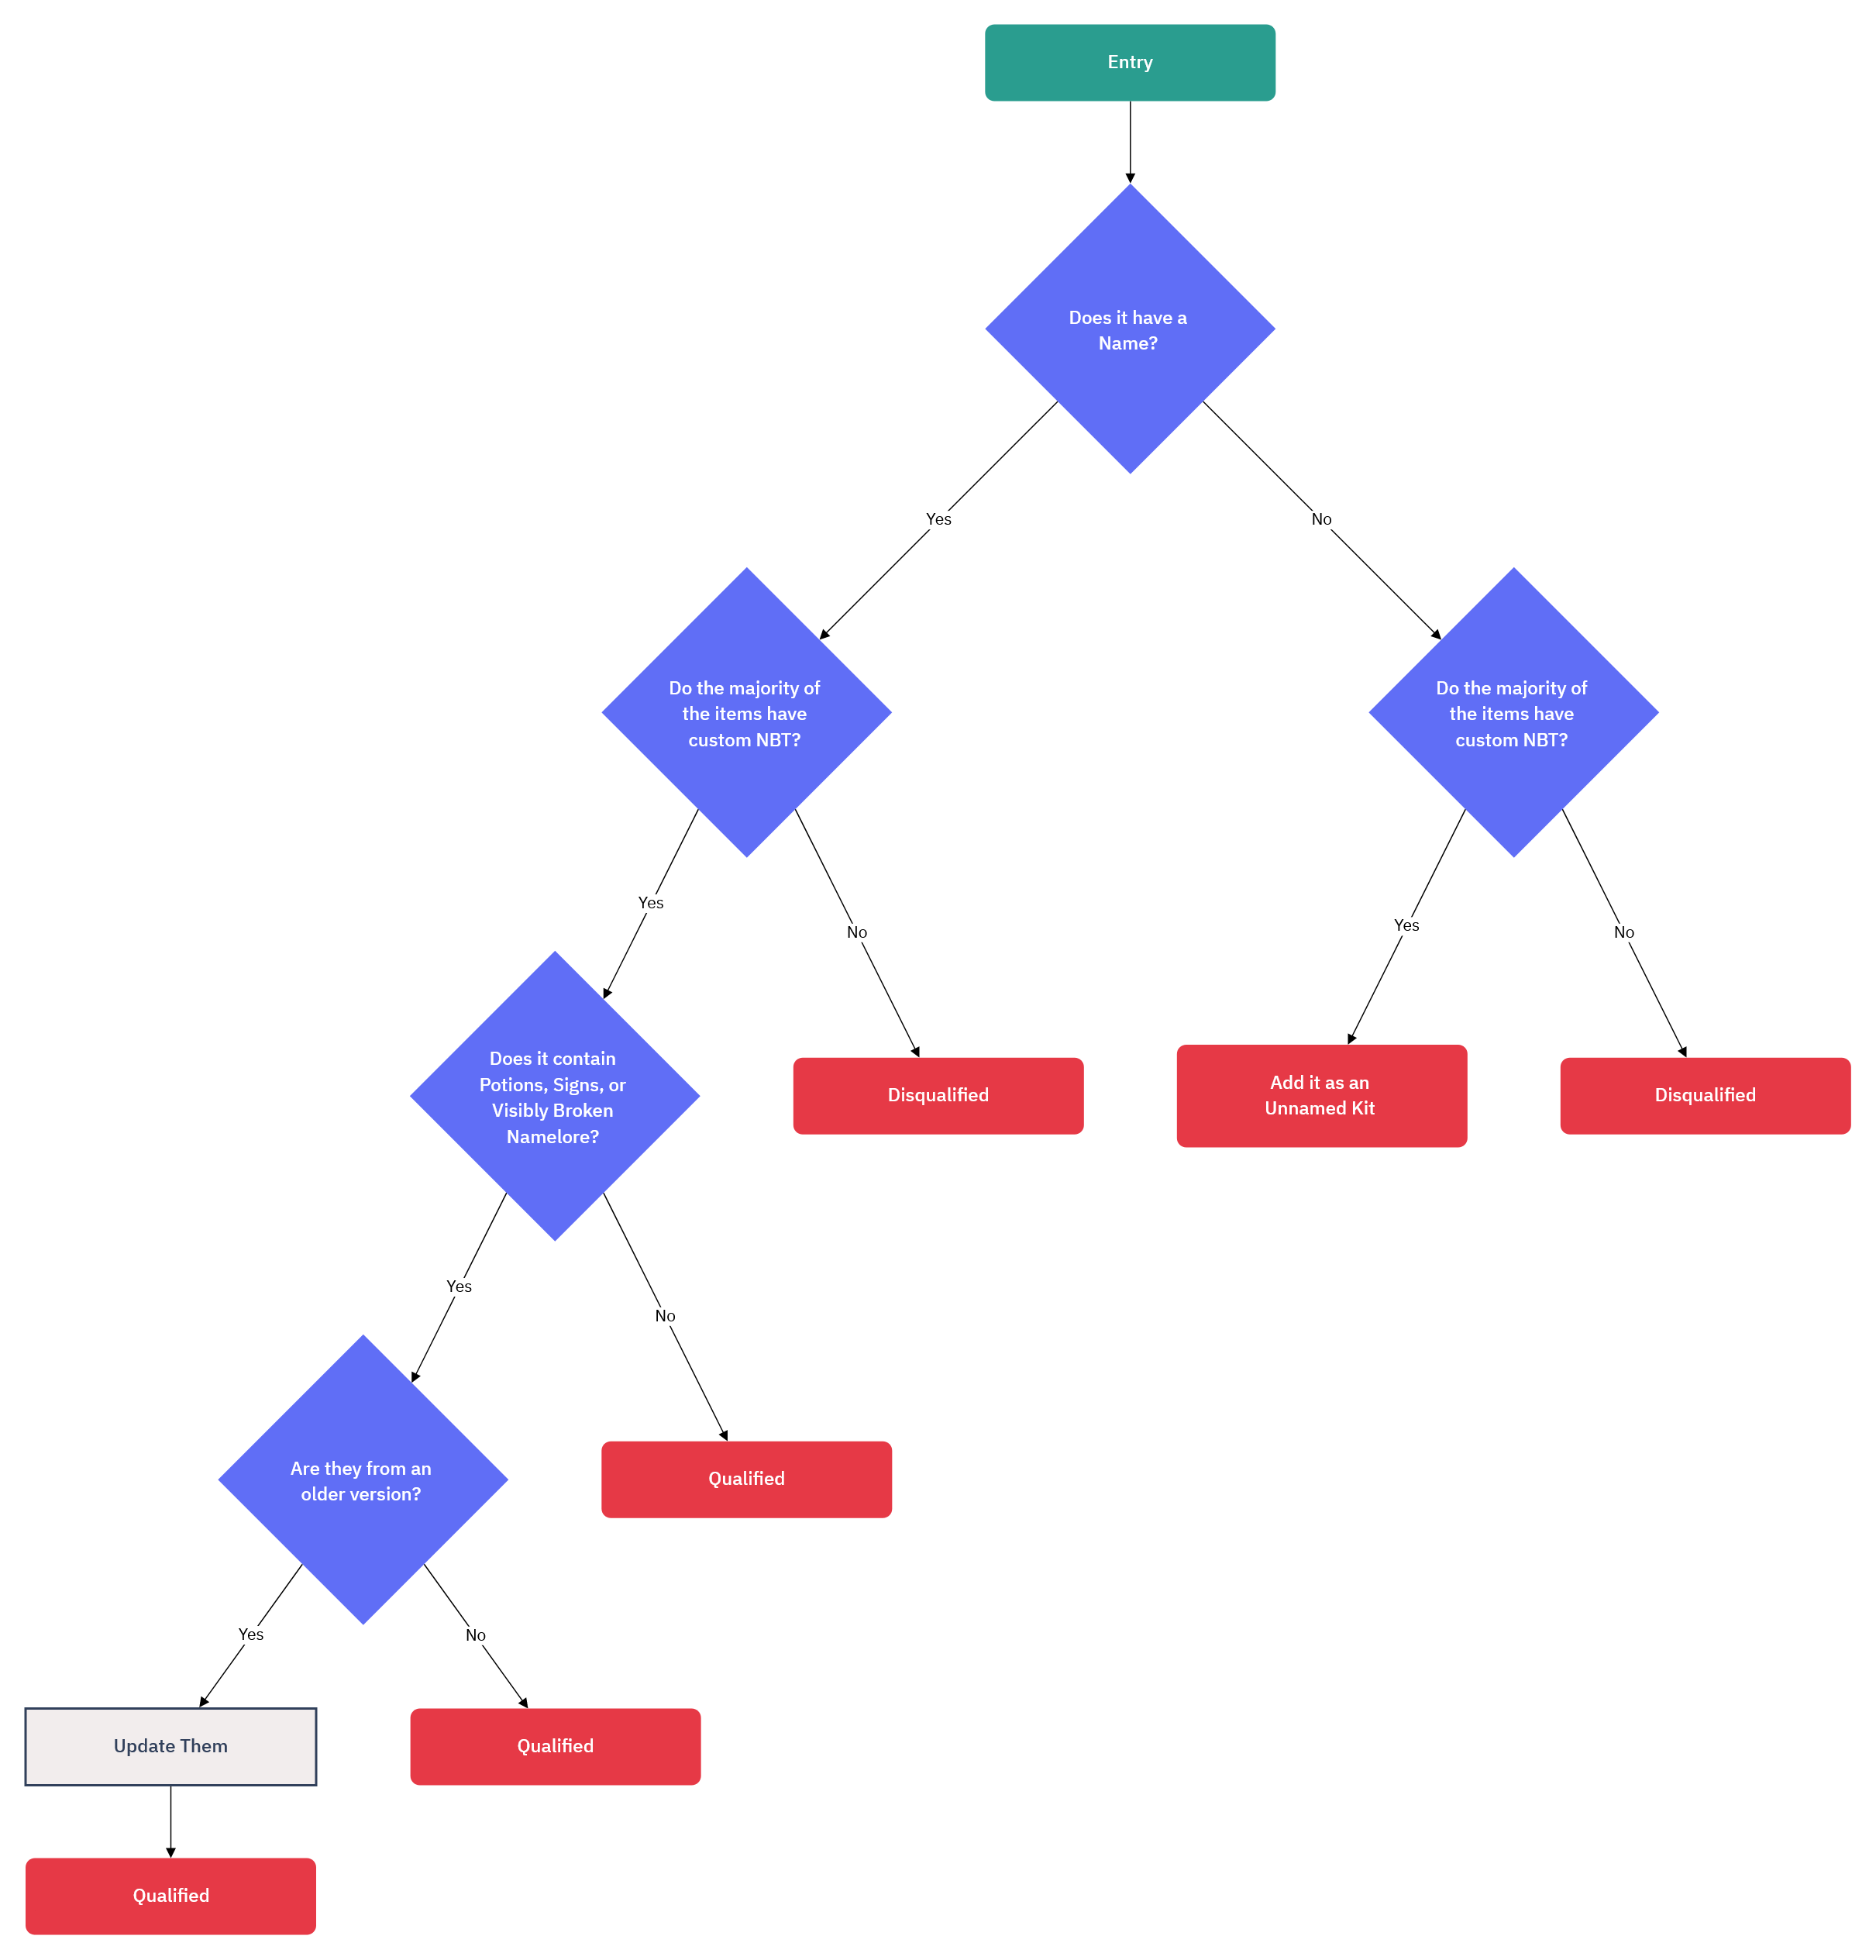 Entry
Does it have a
Name?
Yes
No
Do the majority of
the items have
custom NBT?
Do the majority of
the items have
custom NBT?
Yes
No
Yes
No
Does it contain
Potions, Signs, or
Visibly Broken
Namelore?
Disqualified
Add it as an
Unnamed Kit
Disqualified
Yes
No
Are they from an
older version?
Qualified
Yes
No
Update Them
Qualified
Qualified